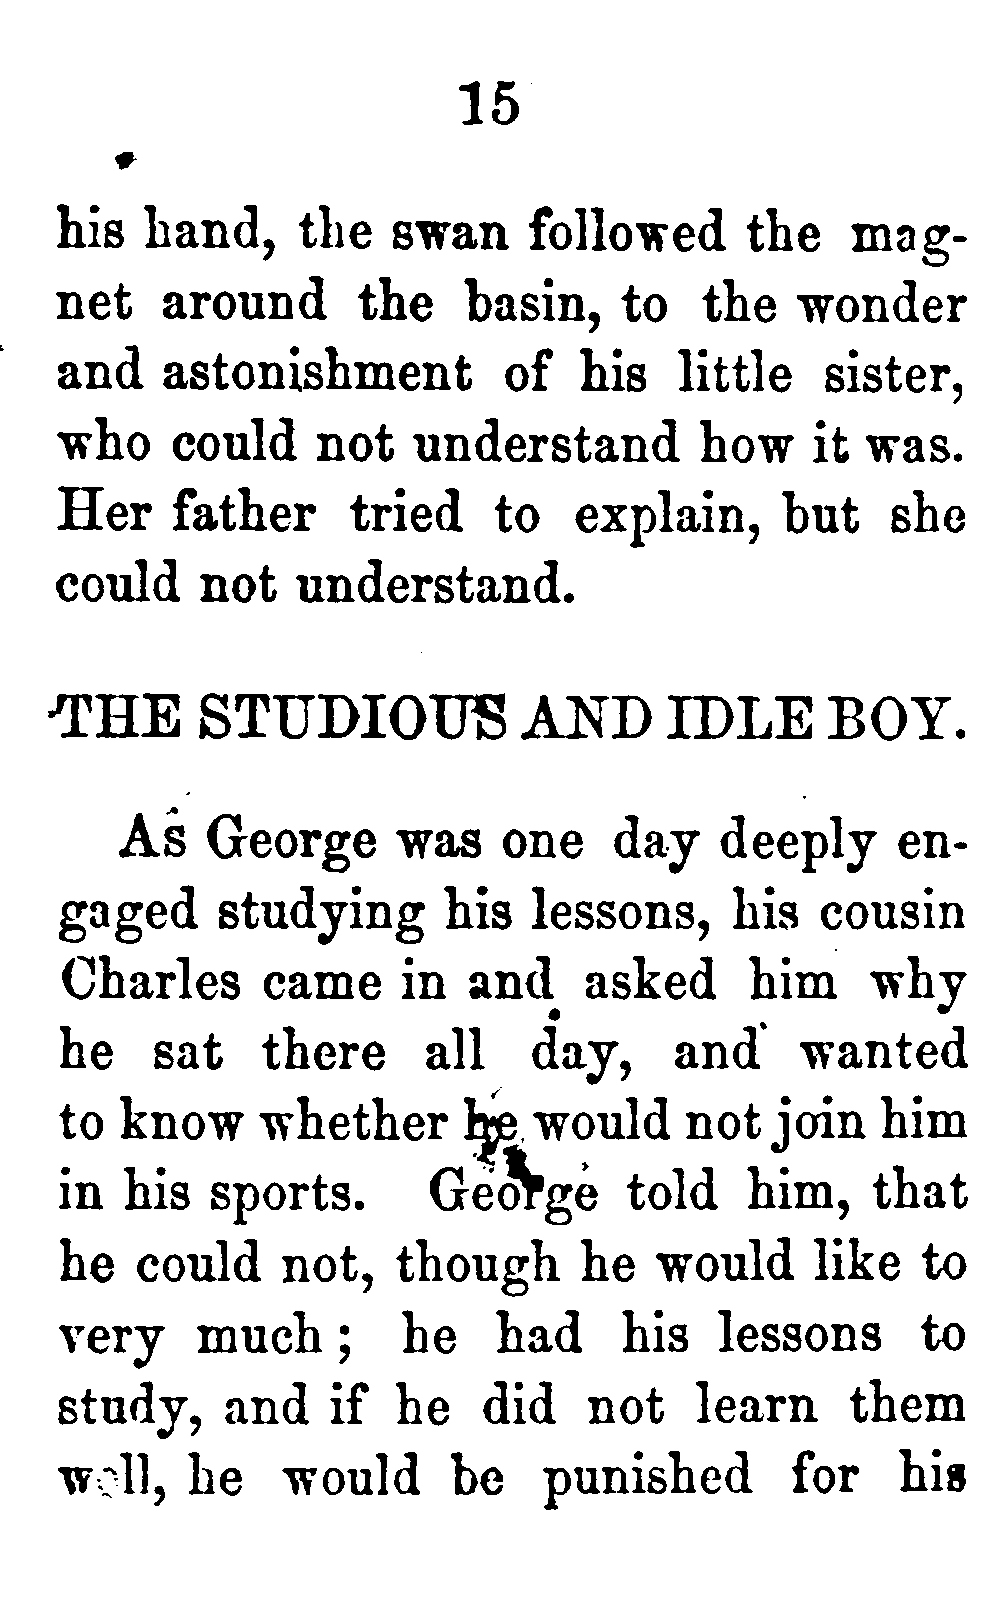 15
his hand, the swan followed the mag-
net around the basin, to the wonder
and astonishment of his little sister,
who could not understand how it was.
Her father tried to explain, but she
could not understand.
THE STUDIOUS AND IDLE BOY.
As George was one day deeply en-
gaged studying his lessons, his cousin
Charles came in and asked him why
he sat there all day, and wanted
to know whether he would not join him
in his sports. George told him, that
he could not, though he would like to
very much; he had his lessons to
study, and if he did not learn them
well, he would be punished for his